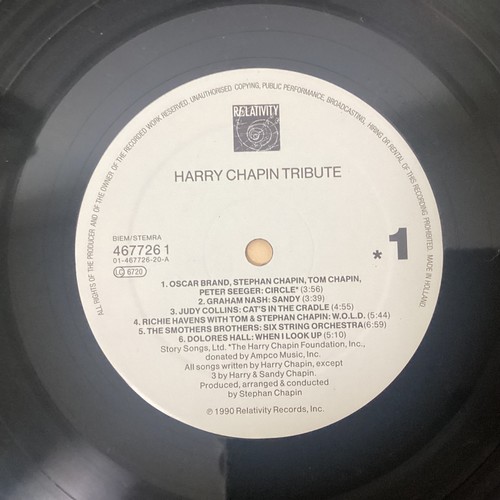 ALL RIGHTS OF THE PRODUCER AND OF THE OWNER OF THE RECORDED WORK RESERVED. UNAUTHORISED COPYING, PUBLIC PERFORMANCE, BROADCASTING, HIRING OR RENTAL OF THIS RECORDING PROHIBITED. MADE IN HOLLAND
RELATIVITY
HARRY CHAPIN TRIBUTE
BIEM/STEMRA
467726 1
01-467726-20-A
LC 6720
*1
1. OSCAR BRAND, STEPHAN CHAPIN, TOM CHAPIN,
PETER SEEGER: CIRCLE* (3:56)
2. GRAHAM NASH: SANDY (3:39)
3. JUDY COLLINS: CAT'S IN THE CRADLE (4:55)
4. RICHIE HAVENS WITH TOM & STEPHAN CHAPIN: W.O.L.D. (5:44)
5. THE SMOTHERS BROTHERS: SIX STRING ORCHESTRA(6:59)
6. DOLORES HALL: WHEN I LOOK UP (5:10)
Story Songs, Ltd. *The Harry Chapin Foundation, Inc.,
donated by Ampco Music, Inc.
All songs written by Harry Chapin, except
3 by Harry & Sandy Chapin.
Produced, arranged & conducted
by Stephan Chapin
℗ 1990 Relativity Records, Inc.